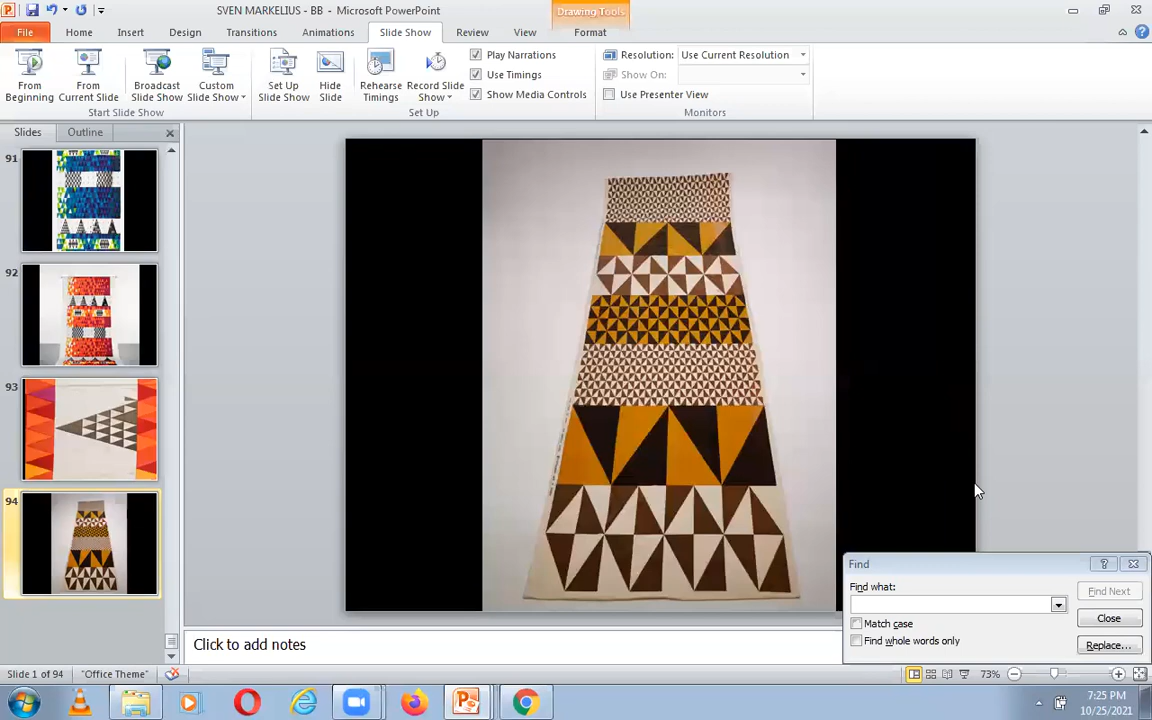 SVEN MARKELIUS - BB - Microsoft PowerPoint
Drawing Tools
File Home Insert Design Transitions Animations Slide Show Review View Format
From Beginning
From Current Slide
Broadcast Slide Show
Custom Slide Show
Set Up Slide Show
Hide Slide
Rehearse Timings
Record Slide Show
Play Narrations
Use Timings
Show Media Controls
Resolution: Use Current Resolution
Show On:
Use Presenter View
Start Slide Show
Set Up
Monitors
Slides Outline
91
92
93
94
Find
Find what:
Find Next
Match case
Close
Find whole words only
Replace...
Click to add notes
Slide 1 of 94 "Office Theme"
73%
7:25 PM
10/25/2021